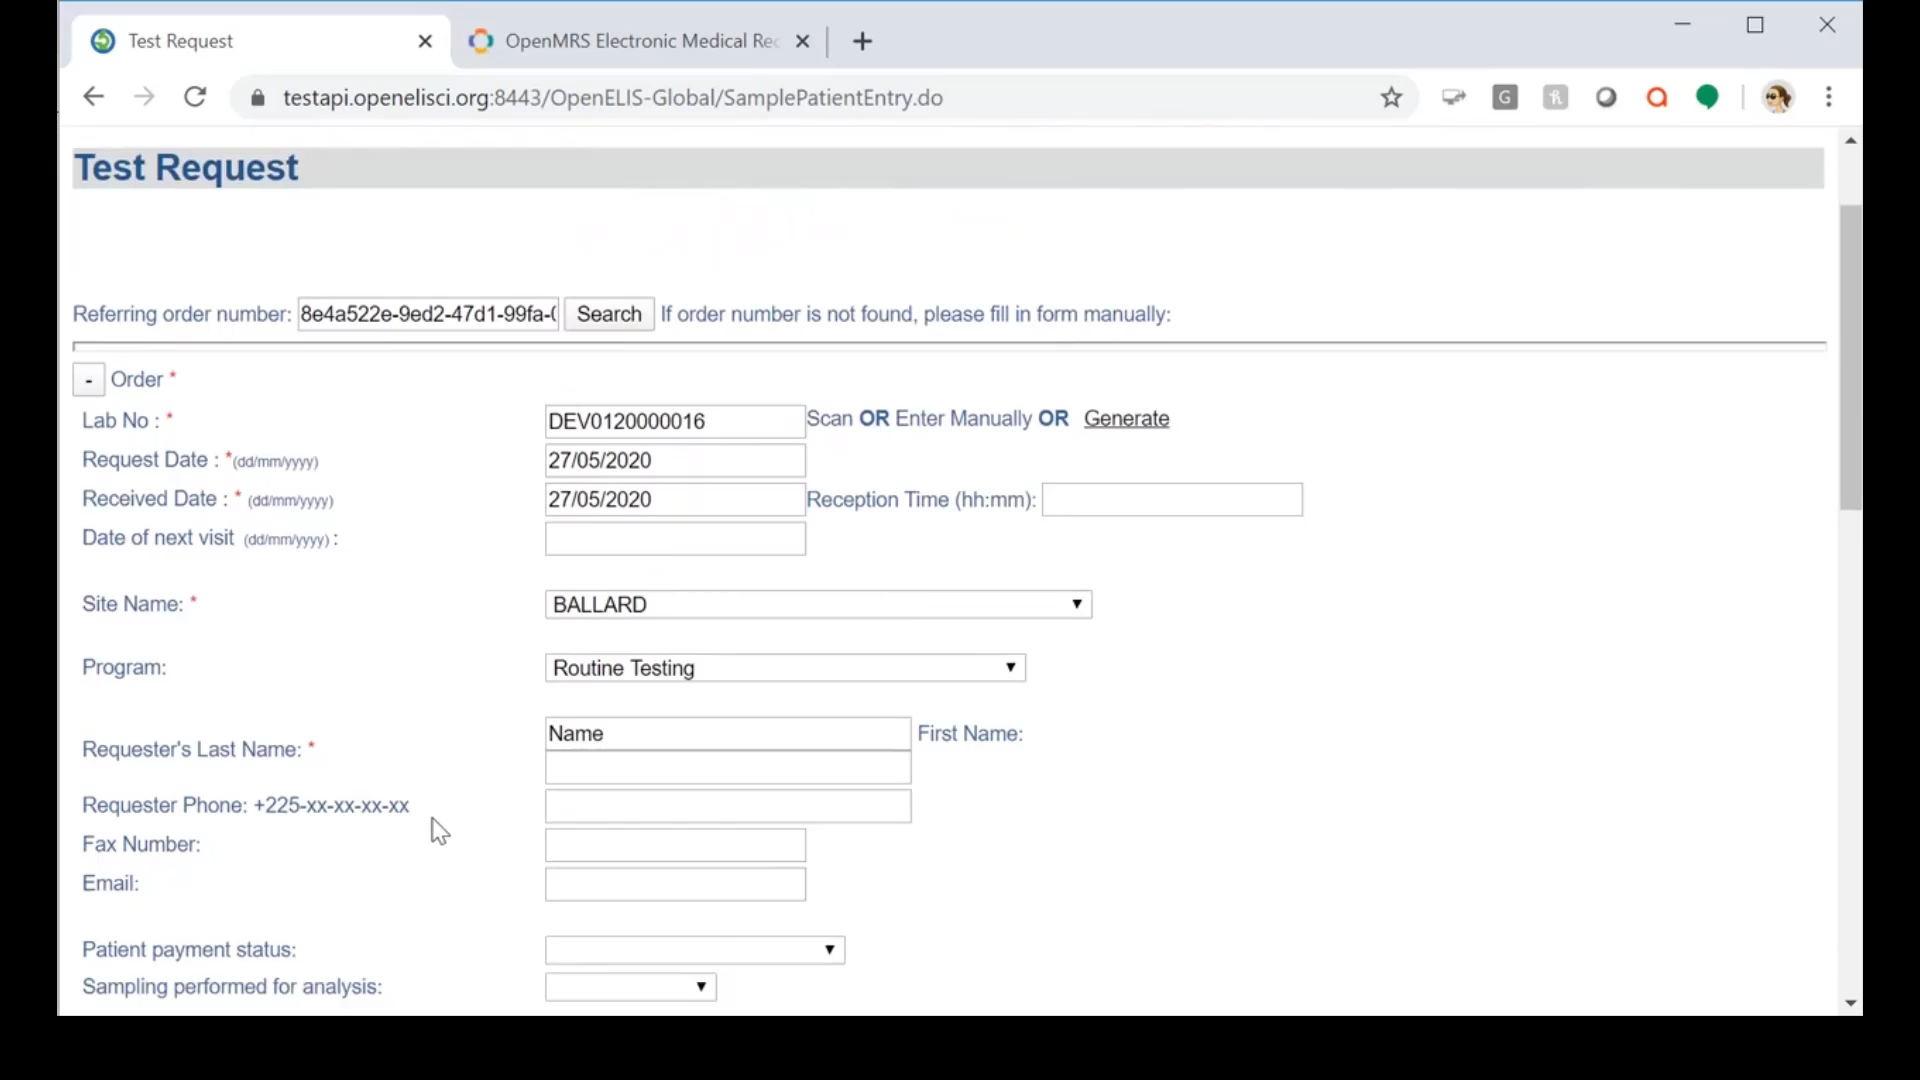 Test Request
OpenMRS Electronic Medical Rec
testapi.openelisci.org:8443/OpenELIS-Global/SamplePatientEntry.do
Test Request
Referring order number: 8e4a522e-9ed2-47d1-99fa-0 Search If order number is not found, please fill in form manually:
- Order *
Lab No : * DEV0120000016 Scan OR Enter Manually OR Generate
Request Date : *(dd/mm/yyyy) 27/05/2020
Received Date : * (dd/mm/yyyy) 27/05/2020 Reception Time (hh:mm):
Date of next visit (dd/mm/yyyy) :
Site Name: * BALLARD
Program: Routine Testing
Requester's Last Name: * Name First Name:
Requester Phone: +225-xx-xx-xx-xx
Fax Number:
Email:
Patient payment status:
Sampling performed for analysis: